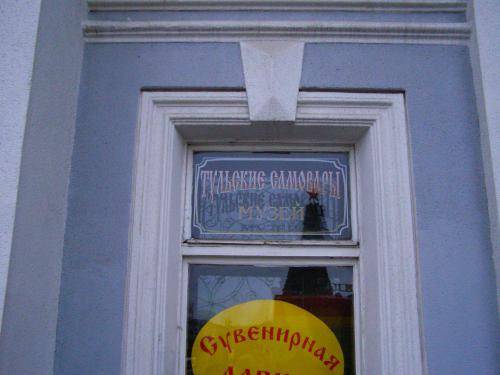 ТУЛЬСКИЕ САМОВАРЫ
МУЗЕЙ
Сувенирная